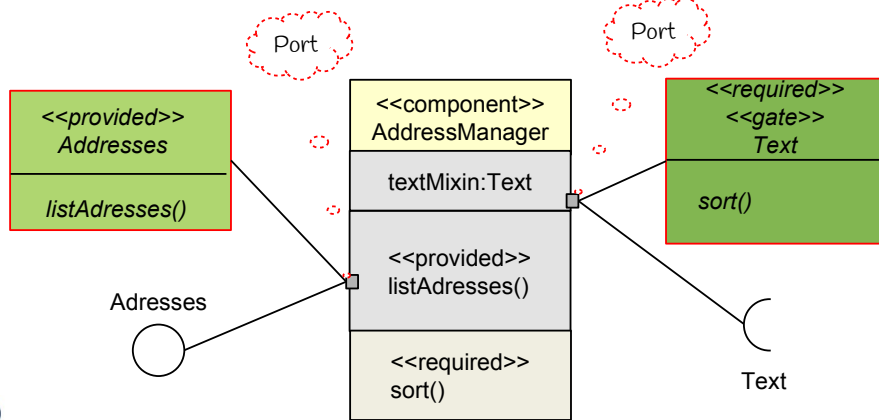 Port
Port
<<provided>>
Addresses
listAdresses()
<<component>>
AddressManager
textMixin:Text
<<provided>>
listAdresses()
<<required>>
sort()
<<required>>
<<gate>>
Text
sort()
Adresses
Text